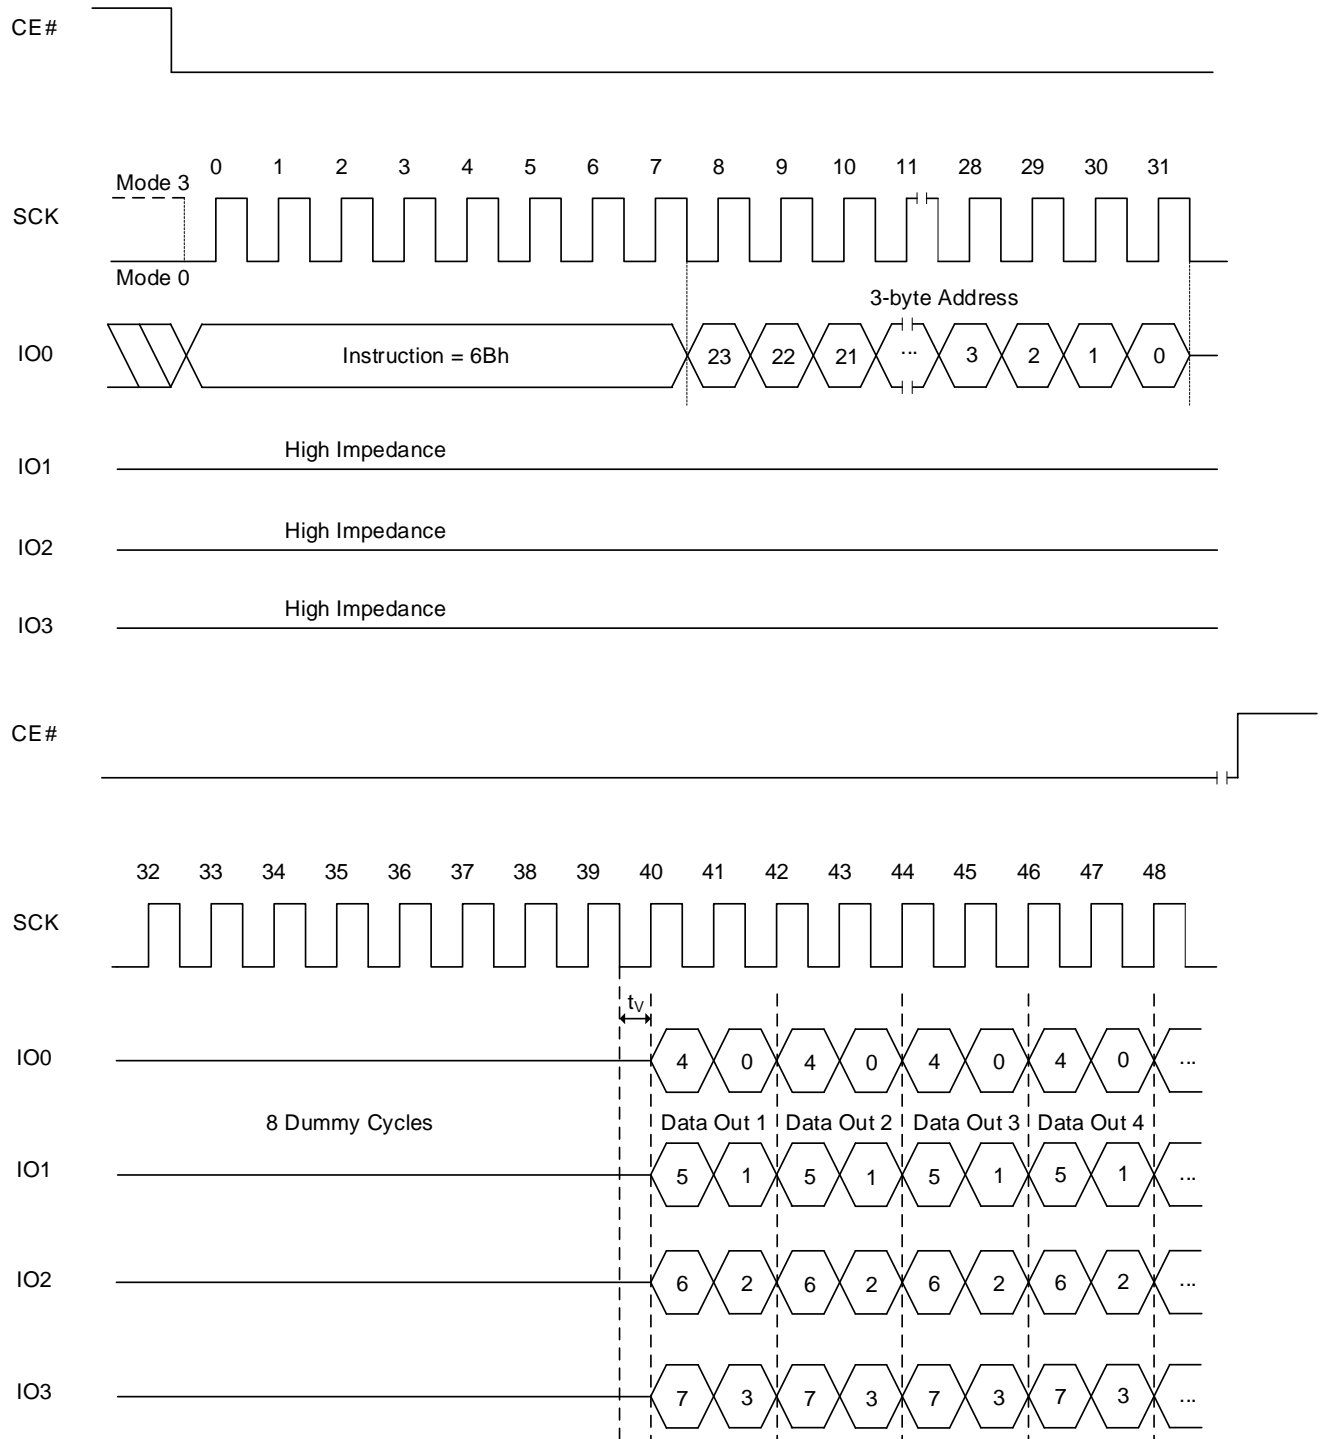 CE#
0 1 2 3 4 5 6 7 8 9 10 11 28 29 30 31
Mode 3
SCK
Mode 0
3-byte Address
IO0 Instruction = 6Bh 23 22 21 ... 3 2 1 0
High Impedance
IO1
High Impedance
IO2
High Impedance
IO3
CE#
32 33 34 35 36 37 38 39 40 41 42 43 44 45 46 47 48
SCK
tV
IO0 4 0 4 0 4 0 4 0 ...
8 Dummy Cycles Data Out 1 Data Out 2 Data Out 3 Data Out 4
IO1 5 1 5 1 5 1 5 1 ...
IO2 6 2 6 2 6 2 6 2 ...
IO3 7 3 7 3 7 3 7 3 ...